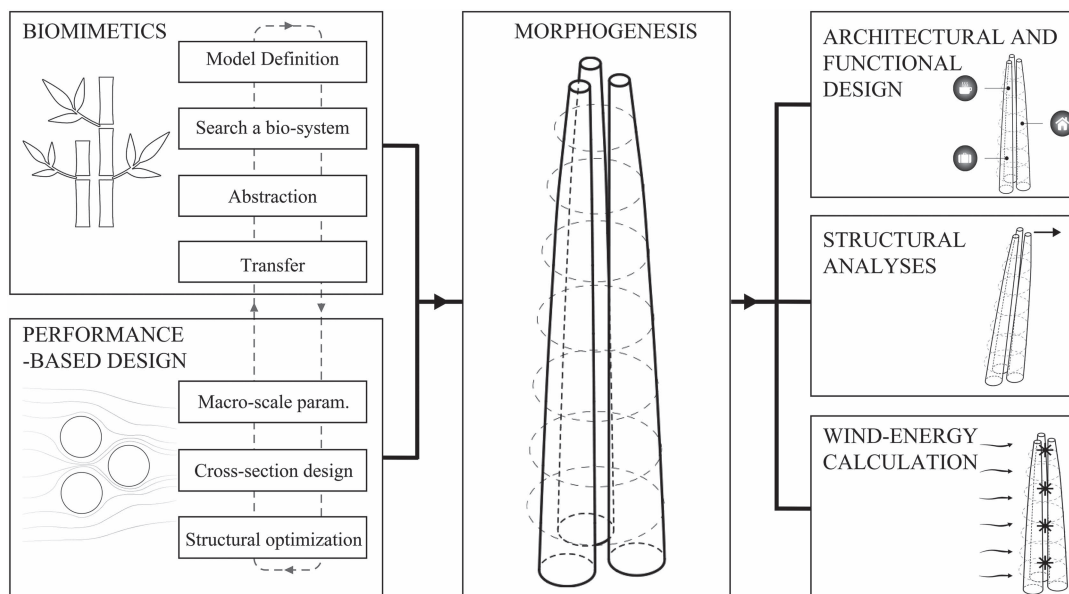 BIOMIMETICS
Model Definition
Search a bio-system
Abstraction
Transfer
PERFORMANCE
-BASED DESIGN
Macro-scale param.
Cross-section design
Structural optimization
MORPHOGENESIS
ARCHITECTURAL AND
FUNCTIONAL
DESIGN
STRUCTURAL
ANALYSES
WIND-ENERGY
CALCULATION